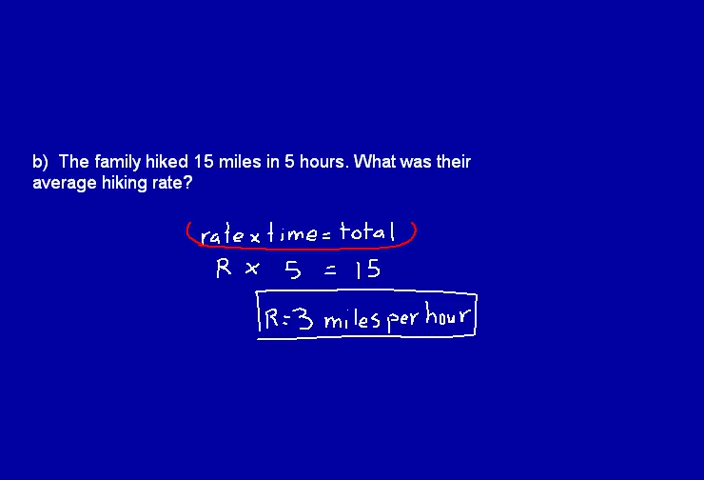 b) The family hiked 15 miles in 5 hours. What was their
average hiking rate?
rate x time = total
R x 5 = 15
R=3 miles per hour